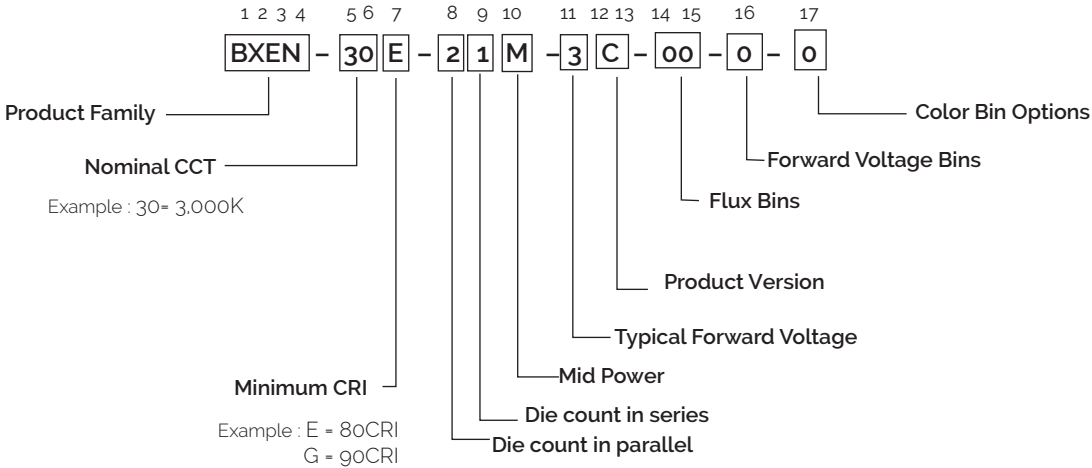 1 2 3 4 5 6 7 8 9 10 11 12 13 14 15 16 17
BXEN – 30 E – 2 1 M – 3 C – 00 – 0 – 0
Product Family
Color Bin Options
Nominal CCT
Forward Voltage Bins
Example : 30= 3,000K
Flux Bins
Product Version
Typical Forward Voltage
Mid Power
Minimum CRI
Die count in series
Example : E = 80CRI
Die count in parallel
G = 90CRI